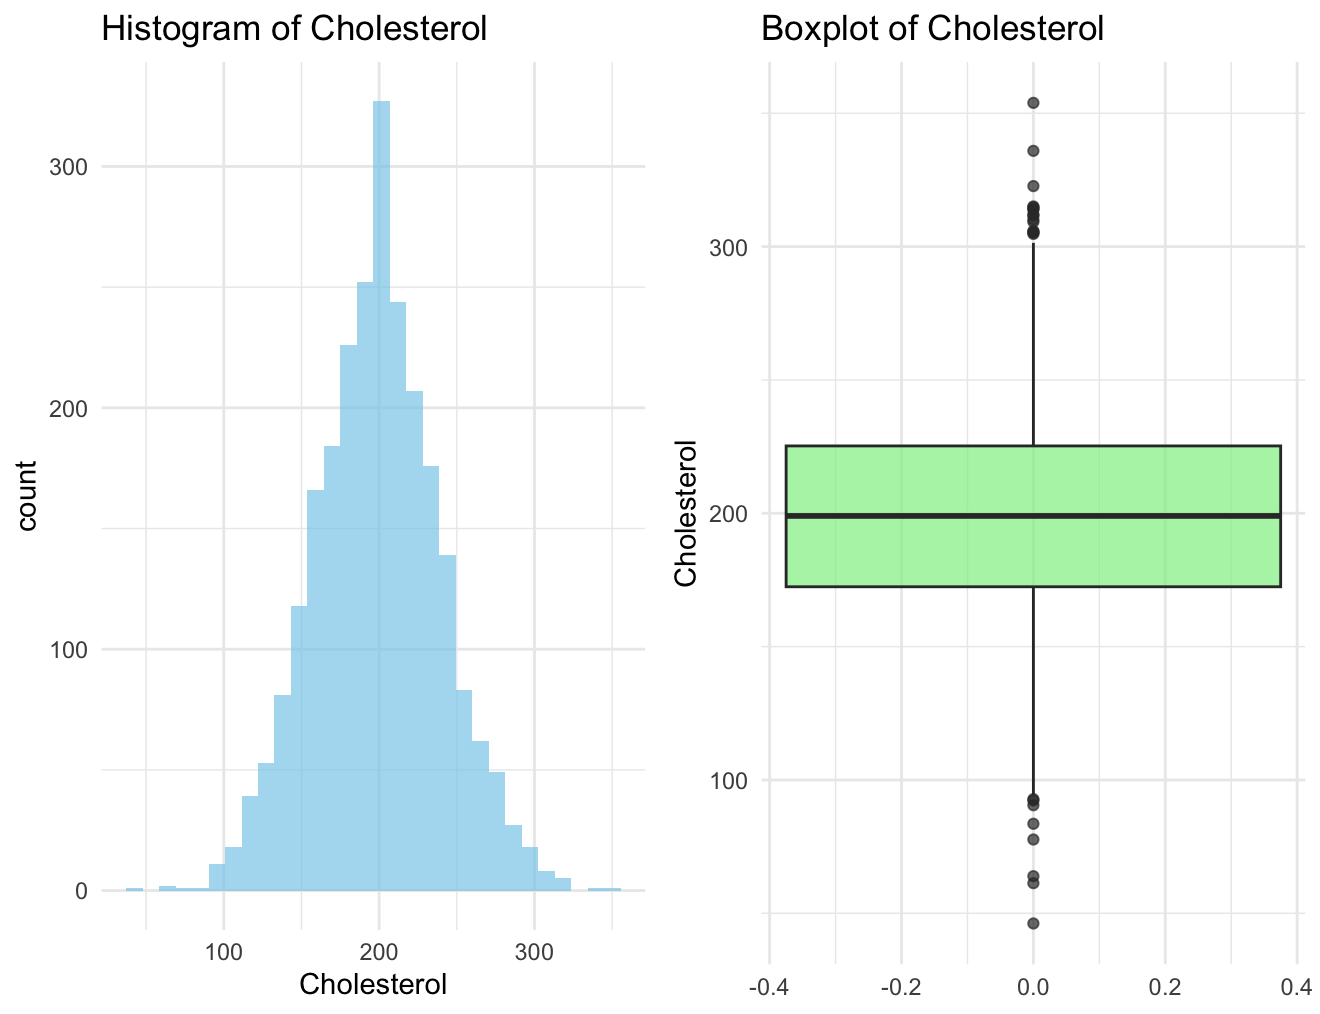 Histogram of Cholesterol
300
200
100
0
count
100 200 300
Cholesterol
Boxplot of Cholesterol
300
200
100
Cholesterol
-0.4 -0.2 0.0 0.2 0.4